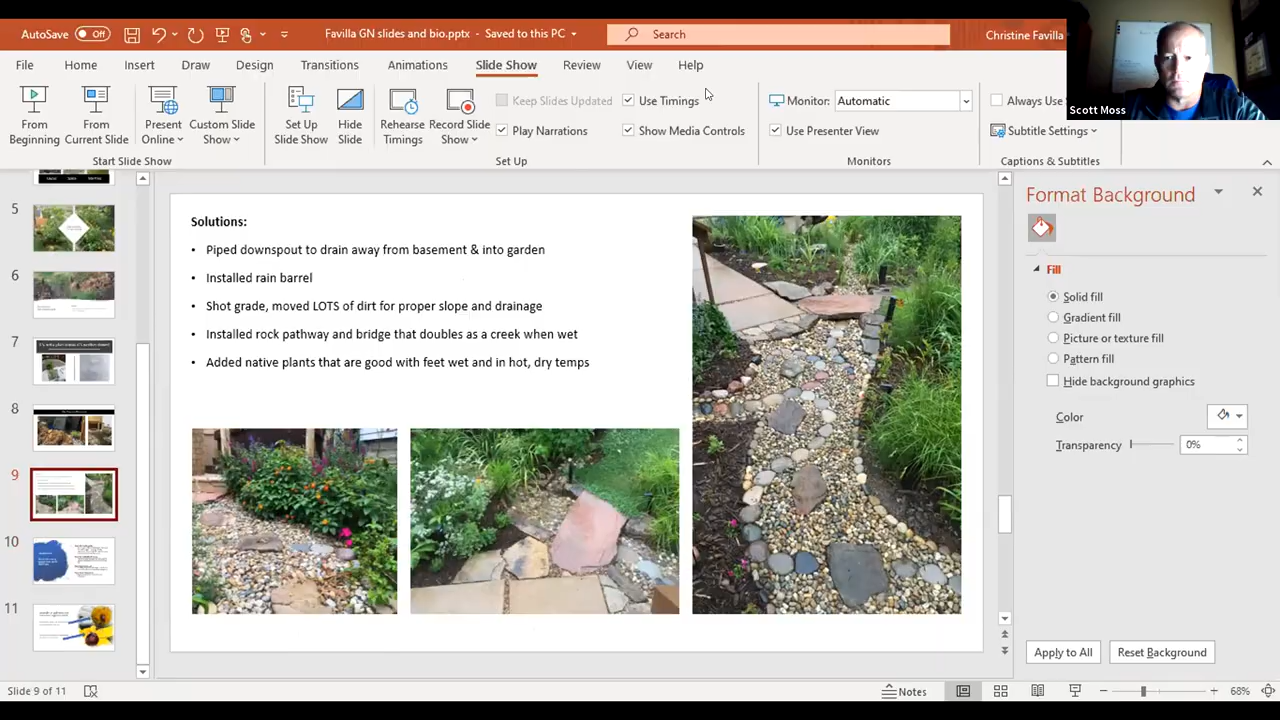 AutoSave Off
Favilla GN slides and bio.pptx - Saved to this PC
Search
Christine Favilla
File Home Insert Draw Design Transitions Animations Slide Show Review View Help
Scott Moss
From Beginning
From Current Slide
Present Online
Custom Slide Show
Start Slide Show
Set Up Slide Show
Hide Slide
Rehearse Timings
Record Slide Show
Keep Slides Updated
Play Narrations
Use Timings
Show Media Controls
Set Up
Monitor: Automatic
Use Presenter View
Monitors
Always Use
Subtitle Settings
Captions & Subtitles
5
6
7
8
9
10
11
Solutions:
• Piped downspout to drain away from basement & into garden
• Installed rain barrel
• Shot grade, moved LOTS of dirt for proper slope and drainage
• Installed rock pathway and bridge that doubles as a creek when wet
• Added native plants that are good with feet wet and in hot, dry temps
Format Background
Fill
Solid fill
Gradient fill
Picture or texture fill
Pattern fill
Hide background graphics
Color
Transparency 0%
Apply to All Reset Background
Slide 9 of 11
Notes
68%